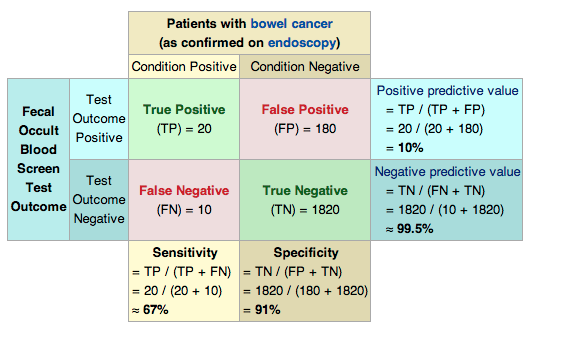 Patients with bowel cancer
(as confirmed on endoscopy)
Condition Positive
Condition Negative
Fecal
Occult
Blood
Screen
Test
Outcome
Test
Outcome
Positive
True Positive
(TP) = 20
False Positive
(FP) = 180
Positive predictive value
= TP / (TP + FP)
= 20 / (20 + 180)
= 10%
Test
Outcome
Negative
False Negative
(FN) = 10
True Negative
(TN) = 1820
Negative predictive value
= TN / (FN + TN)
= 1820 / (10 + 1820)
≈ 99.5%
Sensitivity
= TP / (TP + FN)
= 20 / (20 + 10)
≈ 67%
Specificity
= TN / (FP + TN)
= 1820 / (180 + 1820)
= 91%